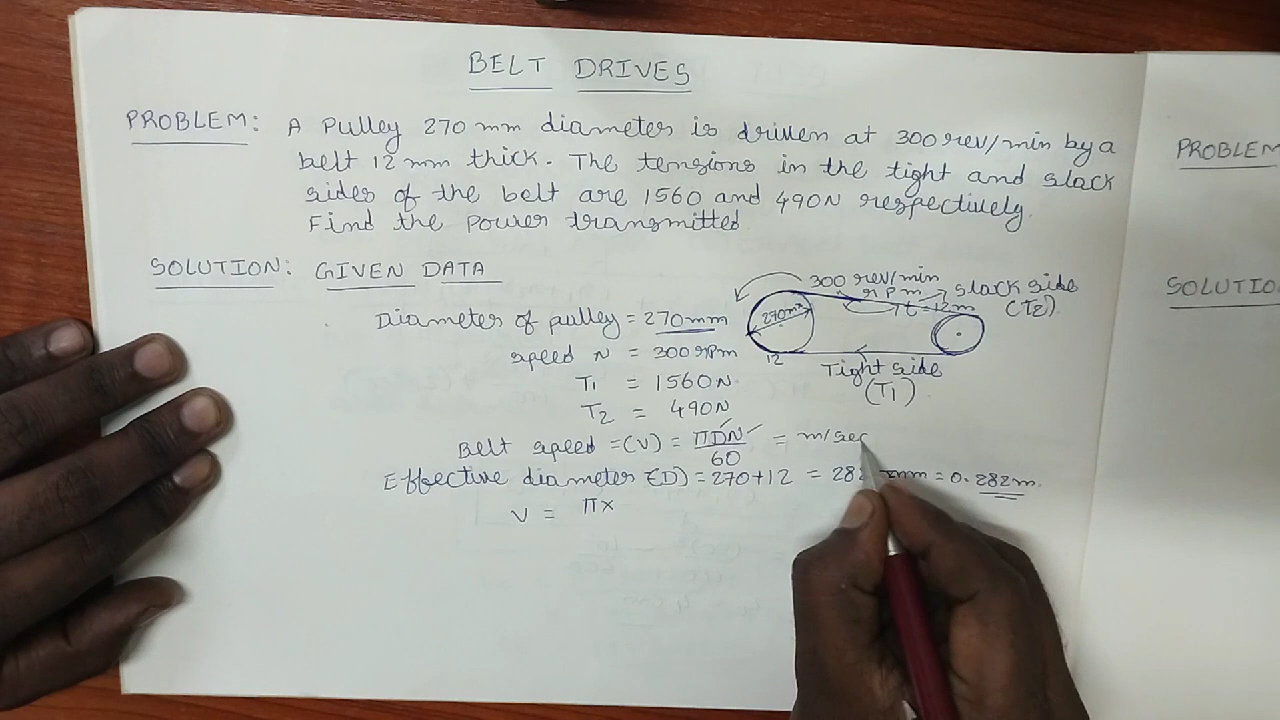 BELT DRIVES
PROBLEM: A Pulley 270 mm diameter is driven at 300 rev/min by a
belt 12 mm thick. The tensions in the tight and slack
sides of the belt are 1560 and 490N respectively.
Find the power transmitted
SOLUTION: GIVEN DATA
300 rev/min
rpm
slack side
(T2)
t=12m
270mm
12
Tight side
(T1)
Diameter of pulley = 270mm
speed N = 300 rpm
T1 = 1560N
T2 = 490N
Belt speed =(V) = πDN/60 = m/sec
Effective diameter (D) = 270+12 = 282 mm = 0.282m.
V = π×
PROBLEM
SOLUTIO